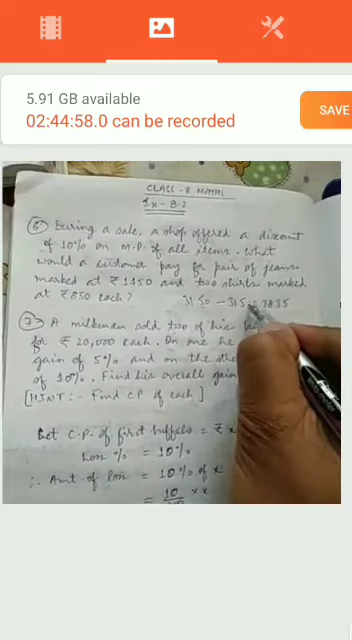 5.91 GB available
02:44:58.0 can be recorded
SAVE
CLASS - 8 MATHS
Ex - 8.2
(6) During a sale, a shop offered a discount
of 10% on M.P. of all items. What
would a customer pay for pair of jeans
marked at ₹1450 and two shirts marked
at ₹850 each?
3150 - 315 = 2835
(7) A milkman sold two of his
for ₹20,000 each. On one he
gain of 5% and on the
of 10%. Find his overall gain
[HINT :- Find CP of each]
Let C.P. of first buffalo = ₹ x
Loss % = 10%
∴ Amt of loss = 10% of x
= 10 × x